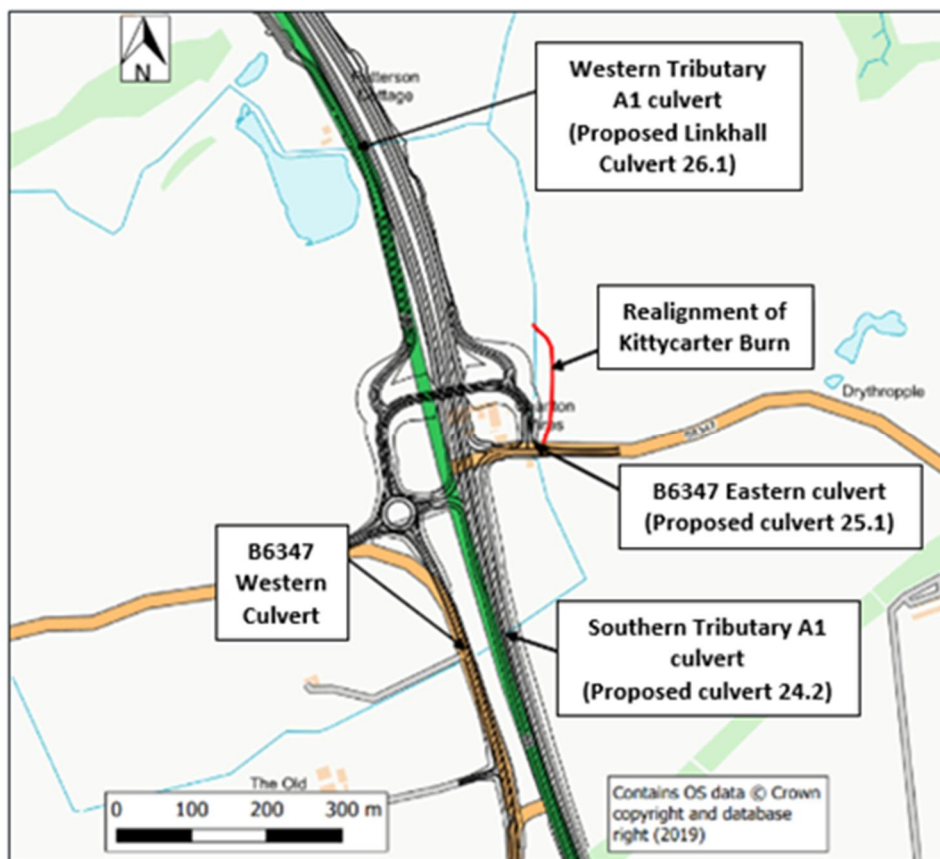 N
Western Tributary
A1 culvert
(Proposed Linkhall
Culvert 26.1)
Cottage
Realignment of
Kittycarter Burn
Drythropple
B6347
B6347 Eastern culvert
(Proposed culvert 25.1)
B6347
Western
Culvert
Southern Tributary A1
culvert
(Proposed culvert 24.2)
The Old
0 100 200 300 m
Contains OS data © Crown
copyright and database
right (2019)